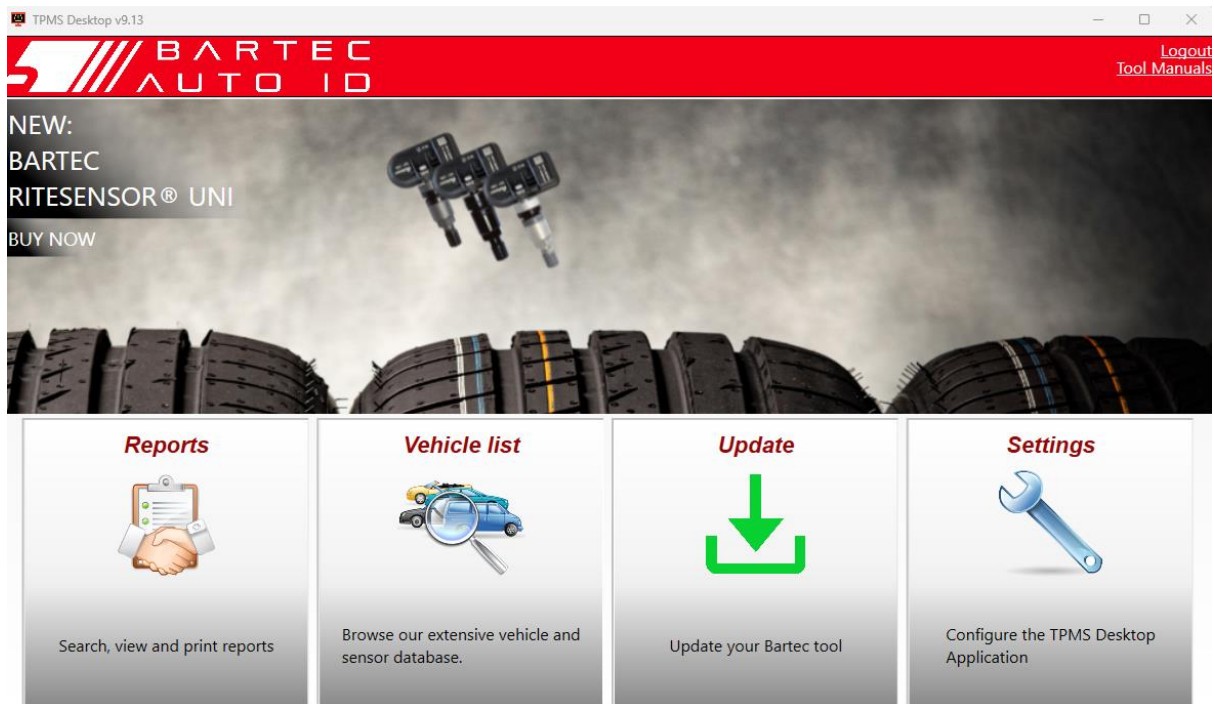 TPMS Desktop v9.13
BARTEC
AUTO ID
Logout
Tool Manuals
NEW:
BARTEC
RITESENSOR® UNI
BUY NOW
Reports
Search, view and print reports
Vehicle list
Browse our extensive vehicle and
sensor database.
Update
Update your Bartec tool
Settings
Configure the TPMS Desktop
Application